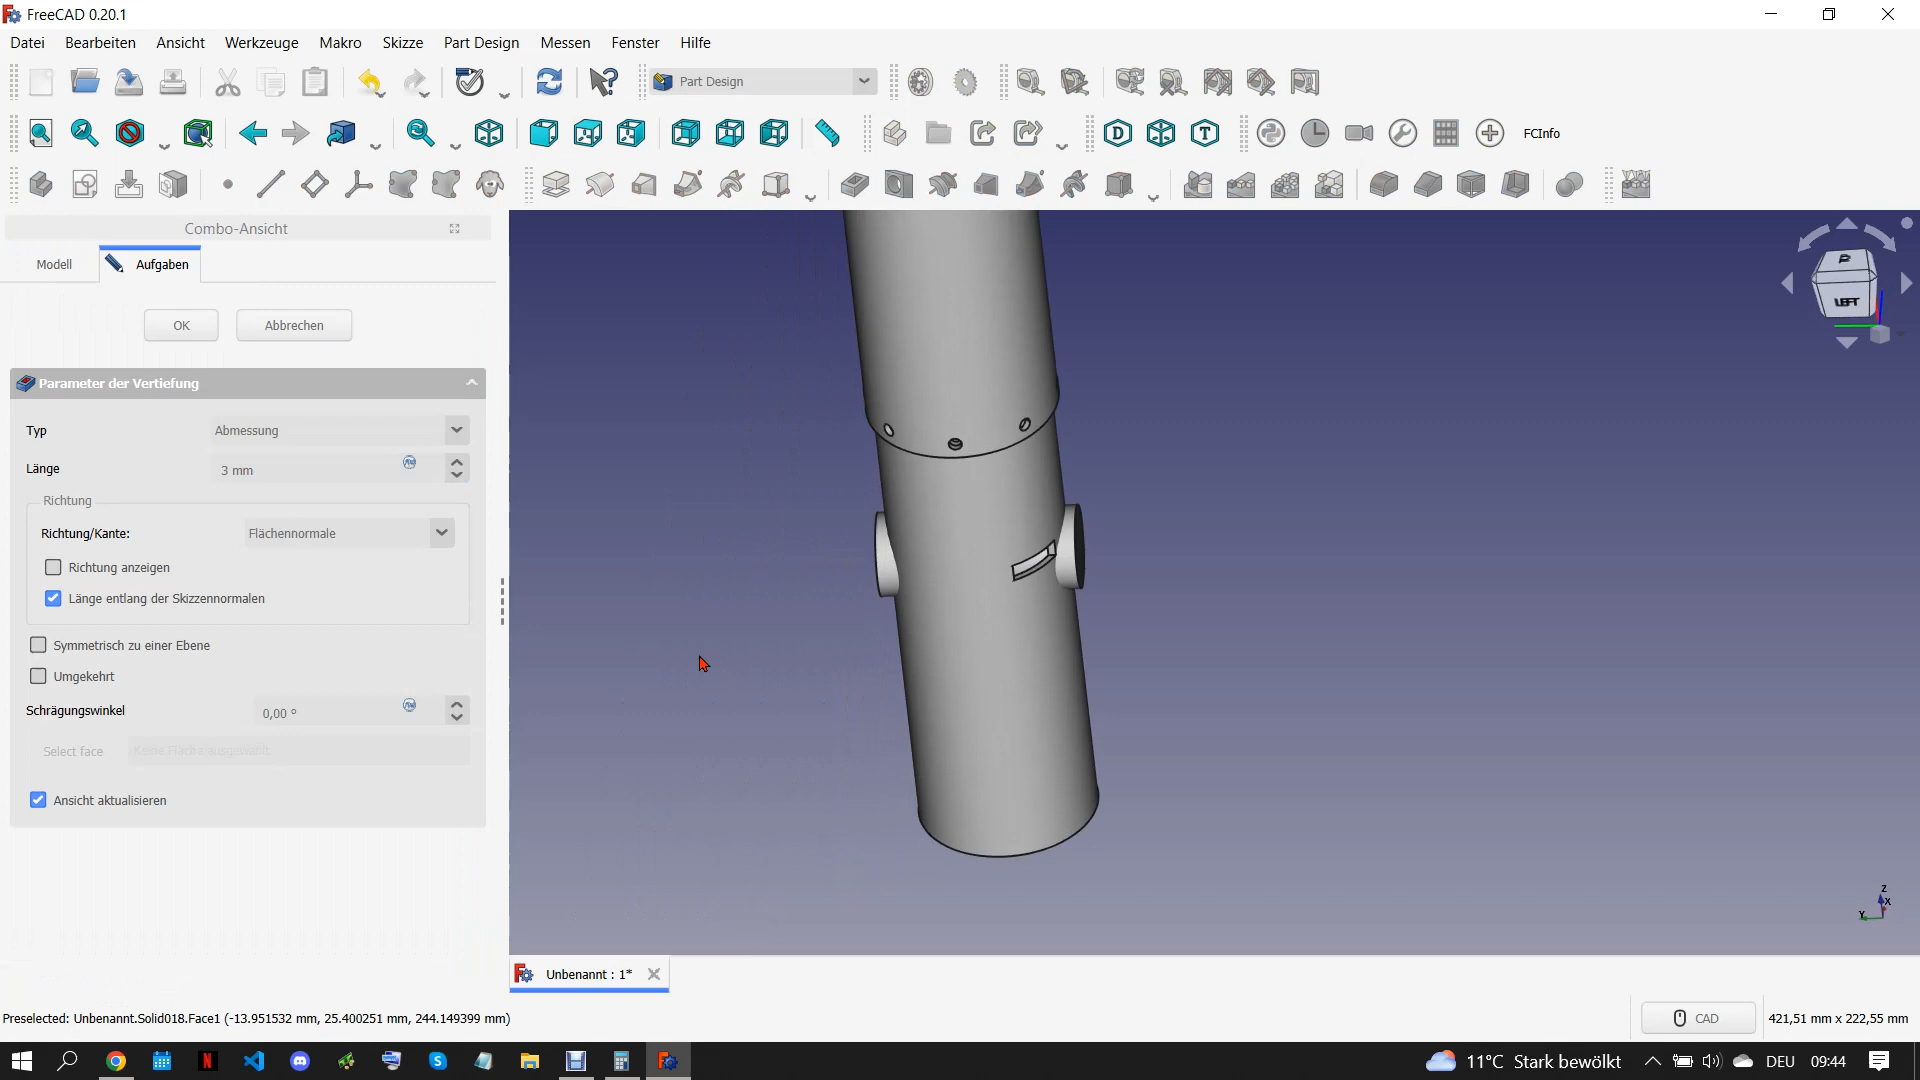 FreeCAD 0.20.1
Datei Bearbeiten Ansicht Werkzeuge Makro Skizze Part Design Messen Fenster Hilfe
Part Design
D T FCInfo
Combo-Ansicht
Modell Aufgaben
OK Abbrechen
Parameter der Vertiefung
Typ Abmessung
Länge 3 mm
Richtung
Richtung/Kante: Flächennormale
Richtung anzeigen
Länge entlang der Skizzennormalen
Symmetrisch zu einer Ebene
Umgekehrt
Schrägungswinkel 0,00 °
Select face Keine Fläche ausgewählt
Ansicht aktualisieren
LEFT
Z
X
Y
Unbenannt : 1*
Preselected: Unbenannt.Solid018.Face1 (-13.951532 mm, 25.400251 mm, 244.149399 mm)
CAD 421,51 mm x 222,55 mm
11°C Stark bewölkt DEU 09:44